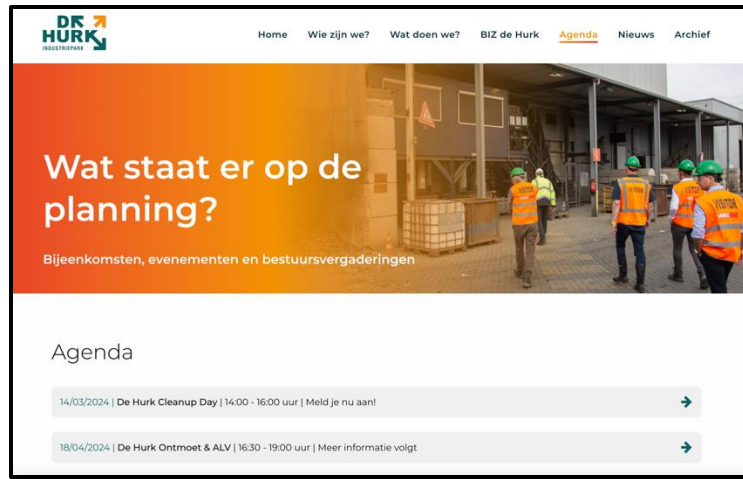 DE
HURK
INDUSTRIEPARK
Home Wie zijn we? Wat doen we? BIZ de Hurk Agenda Nieuws Archief
Wat staat er op de
planning?
Bijeenkomsten, evenementen en bestuursvergaderingen
VISITOR
VISITOR
Agenda
14/03/2024 | De Hurk Cleanup Day | 14:00 - 16:00 uur | Meld je nu aan!
18/04/2024 | De Hurk Ontmoet & ALV | 16:30 - 19:00 uur | Meer informatie volgt